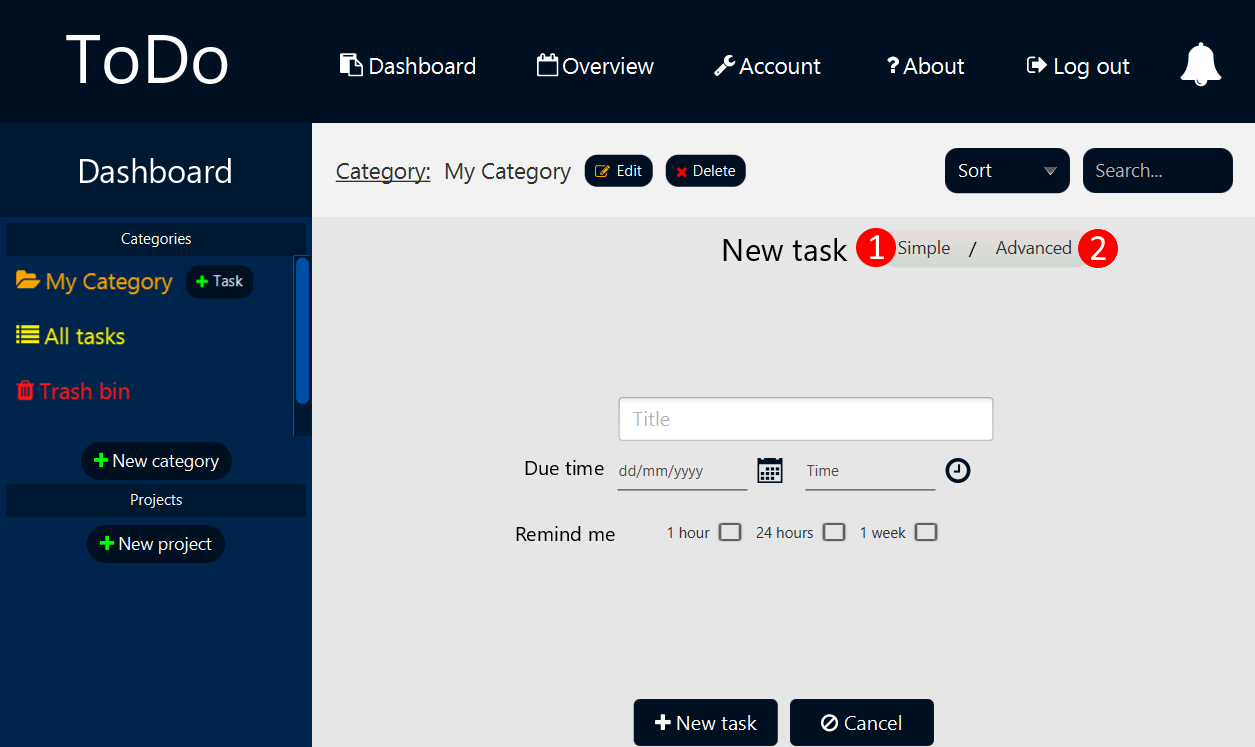 ToDo
Dashboard
Overview
Account
? About
Log out
Dashboard
Category: My Category
Edit
Delete
Sort
Search...
Categories
My Category
+ Task
All tasks
Trash bin
+ New category
Projects
+ New project
New task 1 Simple / Advanced 2
Title
Due time dd/mm/yyyy Time
Remind me 1 hour 24 hours 1 week
+ New task
Cancel